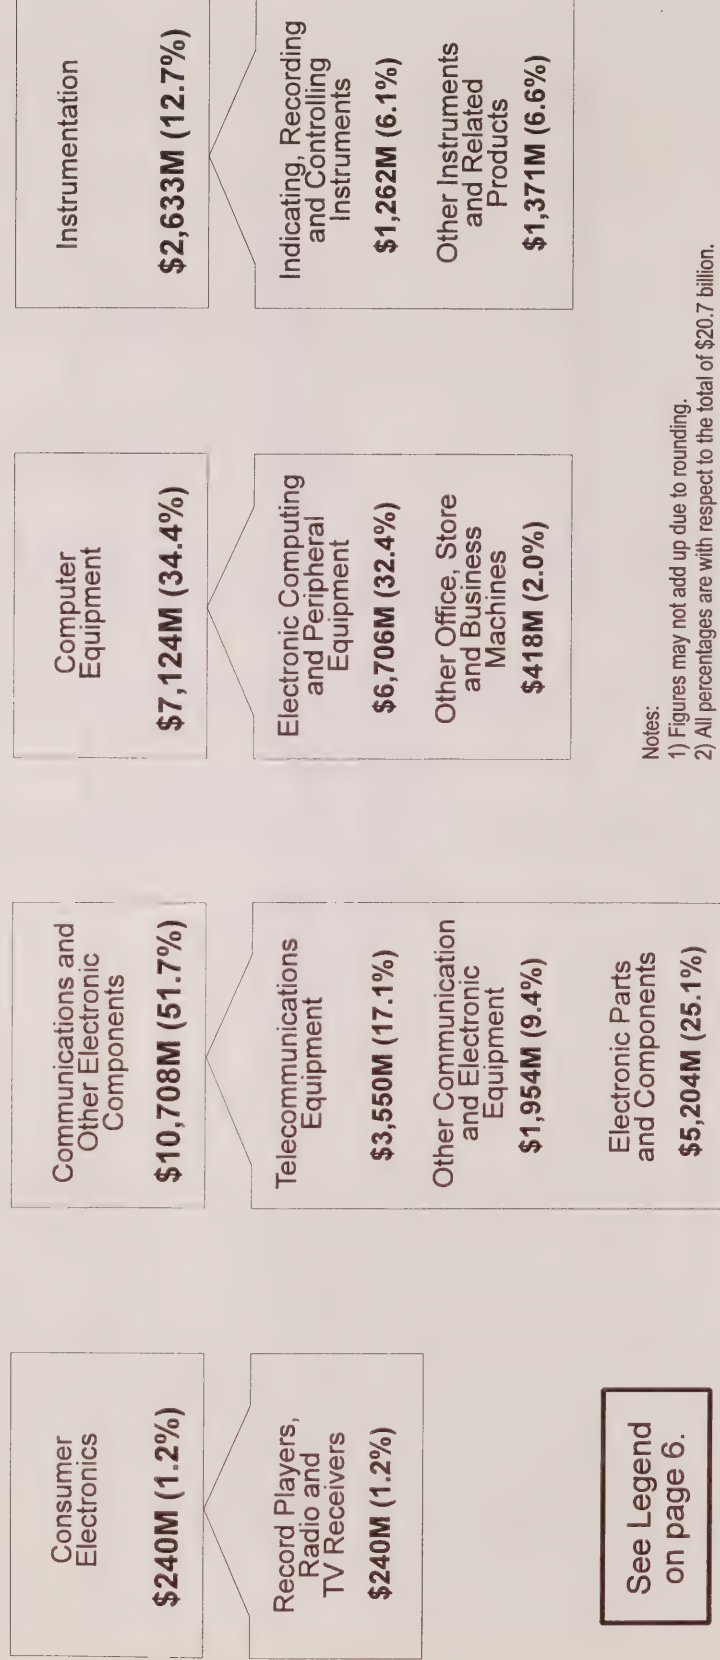 Consumer
Electronics
$240M (1.2%)
Record Players,
Radio and
TV Receivers
$240M (1.2%)
Communications and
Other Electronic
Components
$10,708M (51.7%)
Telecommunications
Equipment
$3,550M (17.1%)
Other Communication
and Electronic
Equipment
$1,954M (9.4%)
Electronic Parts
and Components
$5,204M (25.1%)
Computer
Equipment
$7,124M (34.4%)
Electronic Computing
and Peripheral
Equipment
$6,706M (32.4%)
Other Office, Store
and Business
Machines
$418M (2.0%)
Instrumentation
$2,633M (12.7%)
Indicating, Recording
and Controlling
Instruments
$1,262M (6.1%)
Other Instruments
and Related
Products
$1,371M (6.6%)
See Legend
on page 6.
Notes:
1) Figures may not add up due to rounding.
2) All percentages are with respect to the total of $20.7 billion.